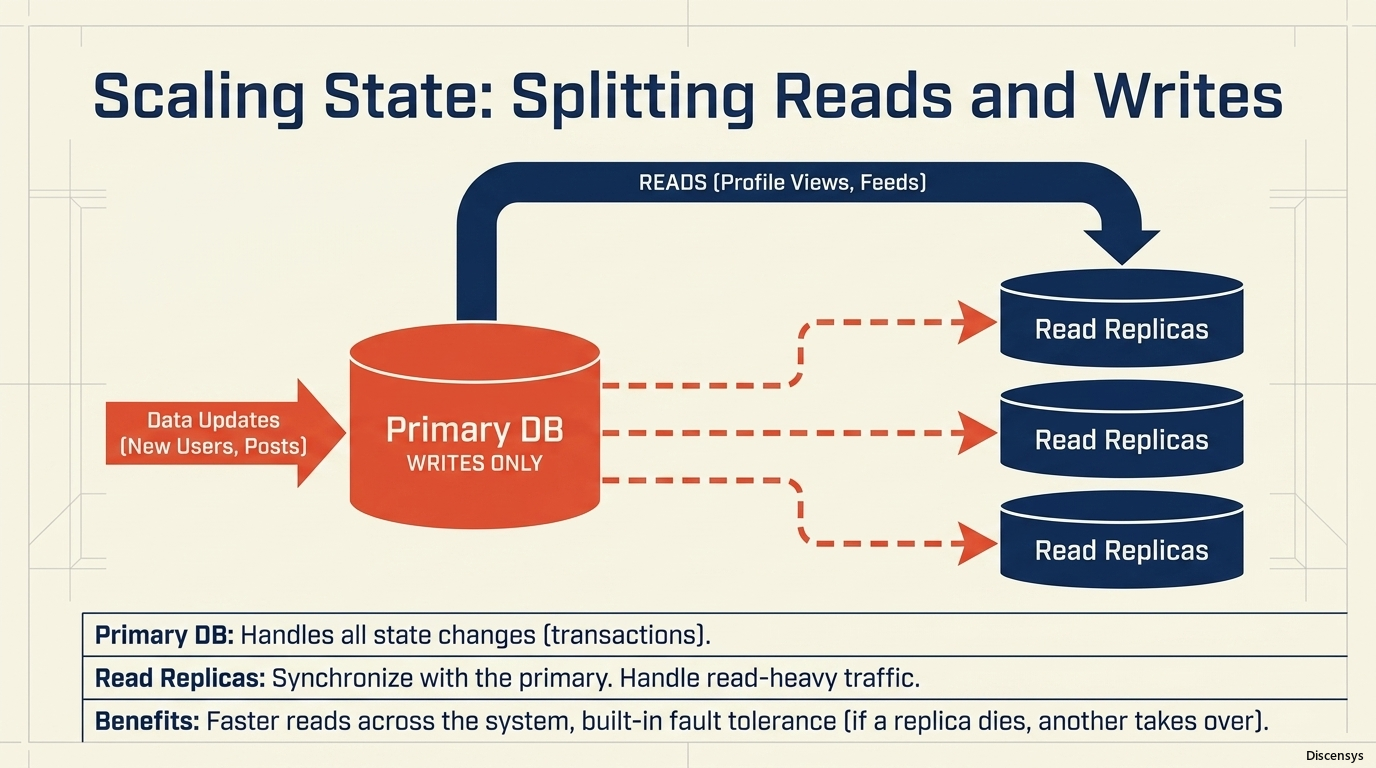 Scaling State: Splitting Reads and Writes
READS (Profile Views, Feeds)
Data Updates
(New Users, Posts)
Primary DB
WRITES ONLY
Read Replicas
Read Replicas
Read Replicas
Primary DB: Handles all state changes (transactions).
Read Replicas: Synchronize with the primary. Handle read-heavy traffic.
Benefits: Faster reads across the system, built-in fault tolerance (if a replica dies, another takes over).
Discensys